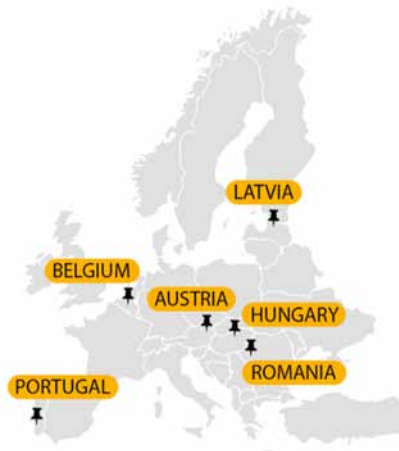 LATVIA
BELGIUM
AUSTRIA
HUNGARY
ROMANIA
PORTUGAL